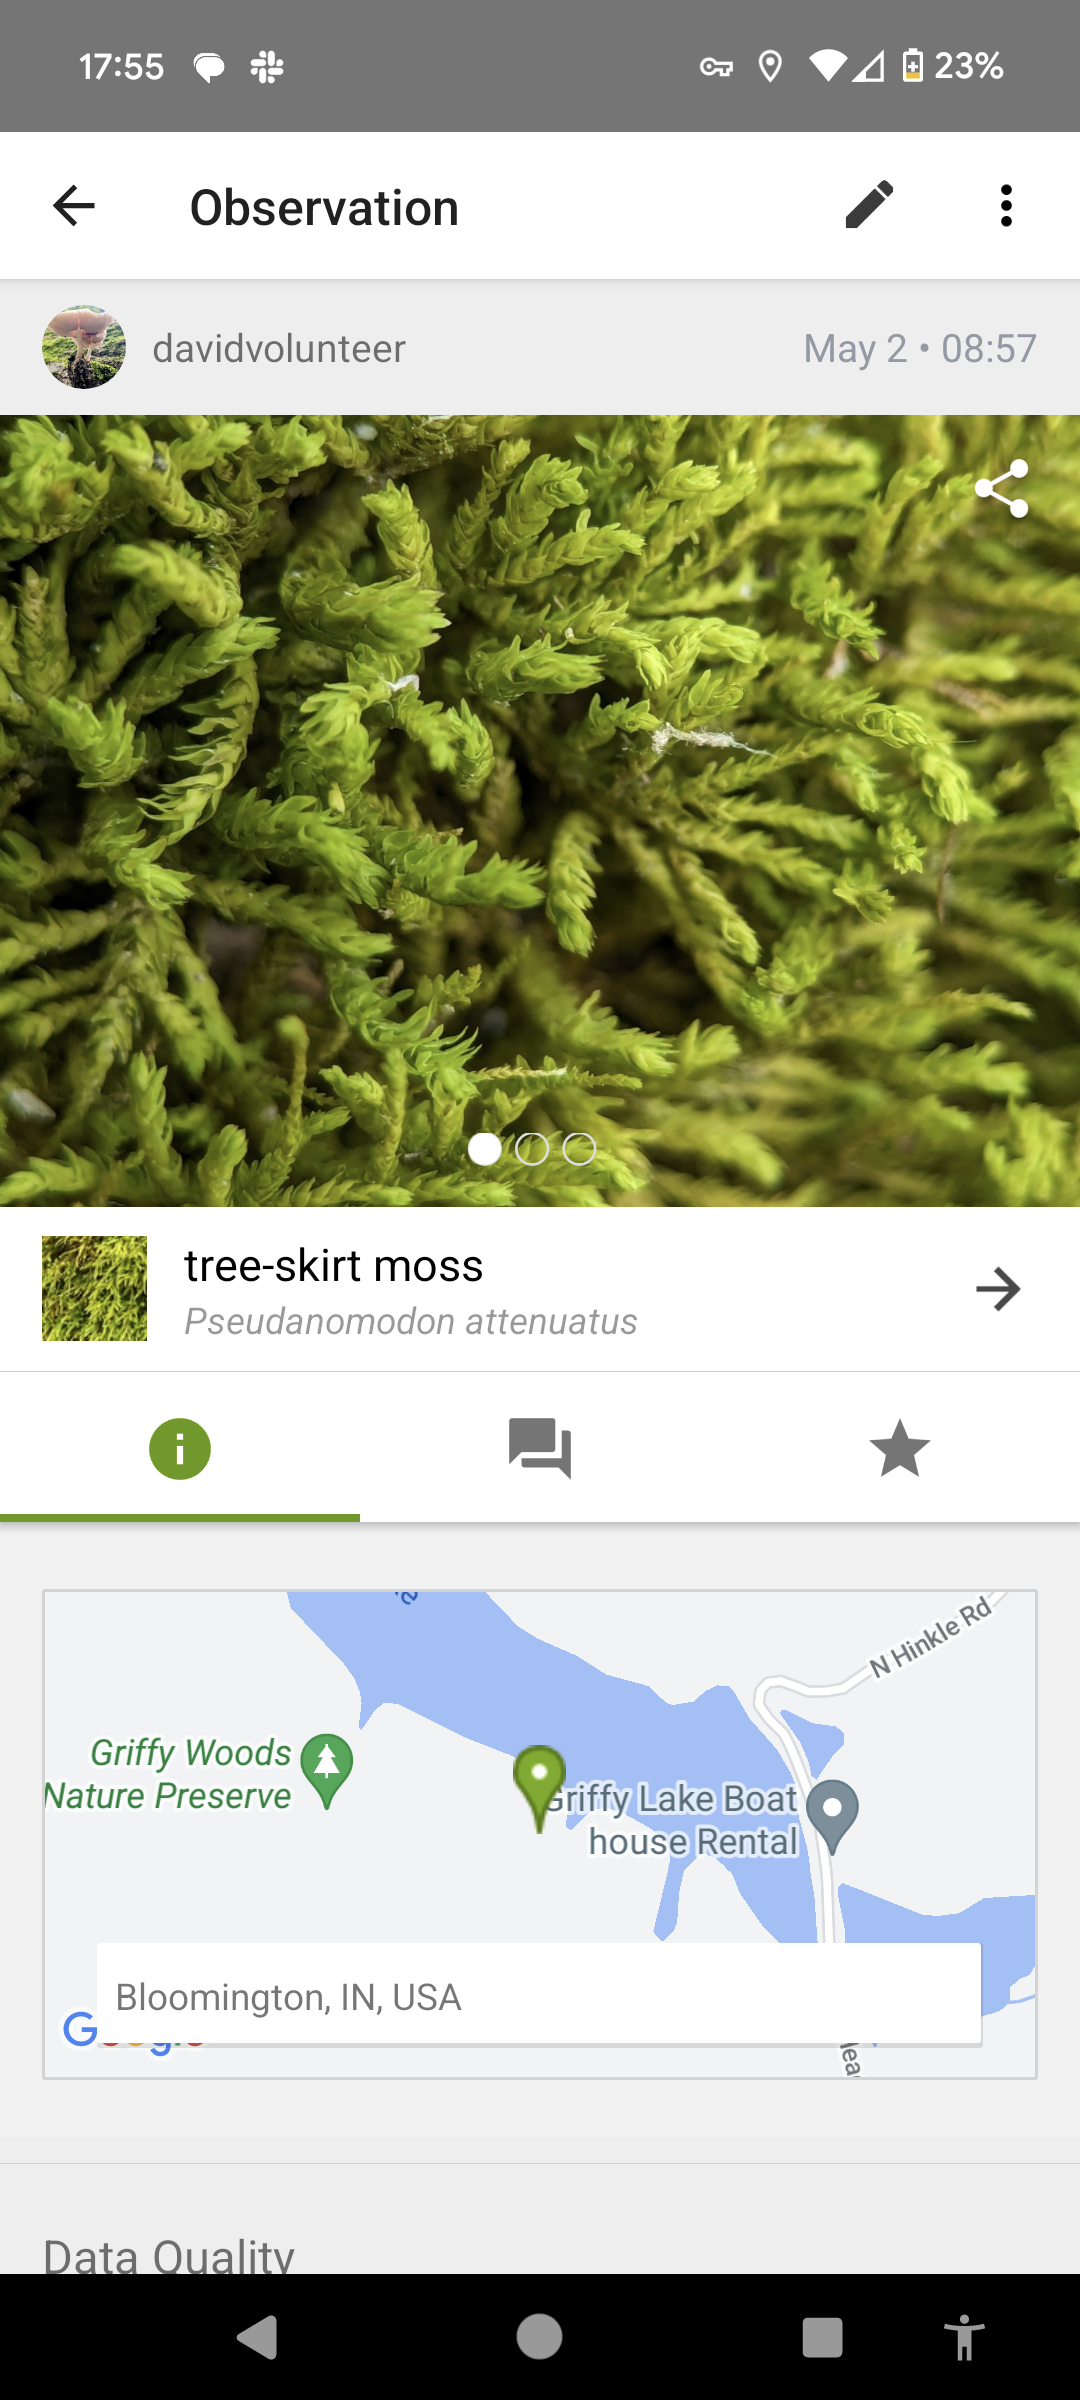 17:55
23%
Observation
davidvolunteer
May 2 • 08:57
tree-skirt moss
Pseudanomodon attenuatus
N Hinkle Rd
Griffy Woods
Nature Preserve
Griffy Lake Boat
house Rental
Bloomington, IN, USA
Google
Data Quality